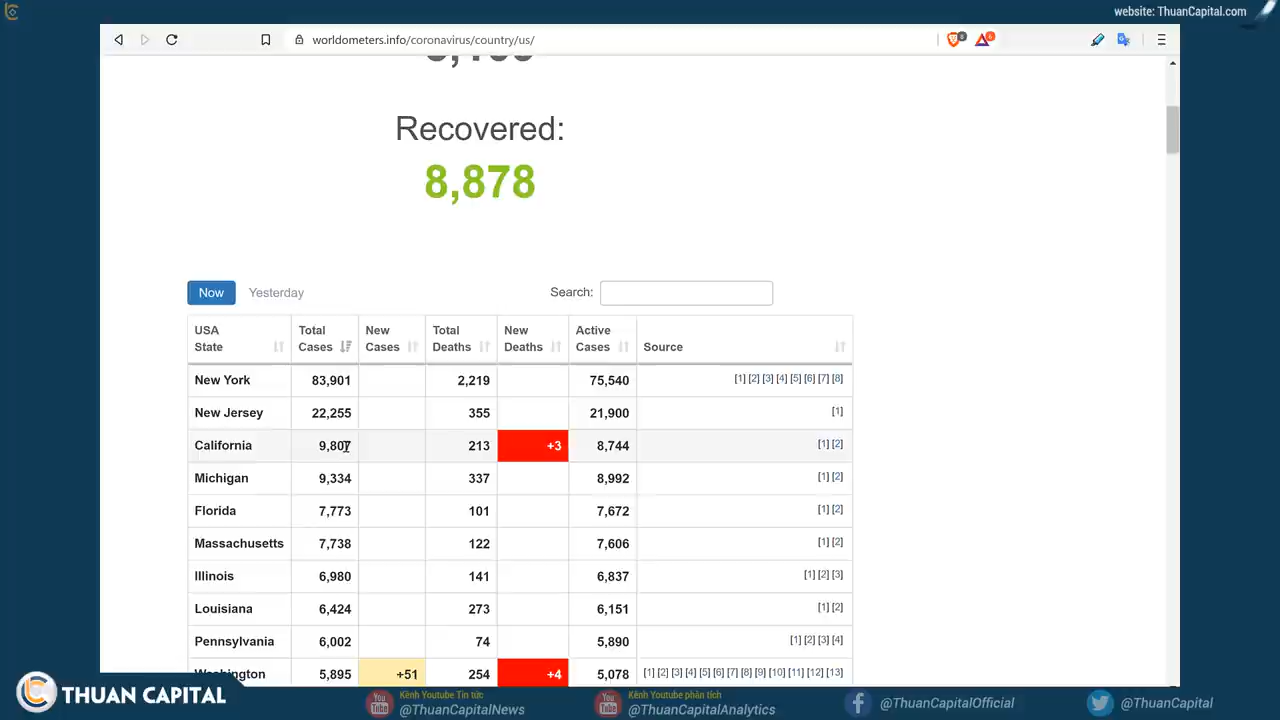 website: ThuanCapital.com
worldometers.info/coronavirus/country/us/
Recovered:
8,878
Now Yesterday Search:
USA State Total Cases New Cases Total Deaths New Deaths Active Cases Source
New York 83,901 2,219 75,540 [1] [2] [3] [4] [5] [6] [7] [8]
New Jersey 22,255 355 21,900 [1]
California 9,807 213 +3 8,744 [1] [2]
Michigan 9,334 337 8,992 [1] [2]
Florida 7,773 101 7,672 [1] [2]
Massachusetts 7,738 122 7,606 [1] [2]
Illinois 6,980 141 6,837 [1] [2] [3]
Louisiana 6,424 273 6,151 [1] [2]
Pennsylvania 6,002 74 5,890 [1] [2] [3] [4]
Washington 5,895 +51 254 +4 5,078 [1] [2] [3] [4] [5] [6] [7] [8] [9] [10] [11] [12] [13]
THUAN CAPITAL
You Tube Kênh Youtube Tin tức: @ThuanCapitalNews
You Tube Kênh Youtube phân tích @ThuanCapitalAnalytics
@ThuanCapitalOfficial
@ThuanCapital